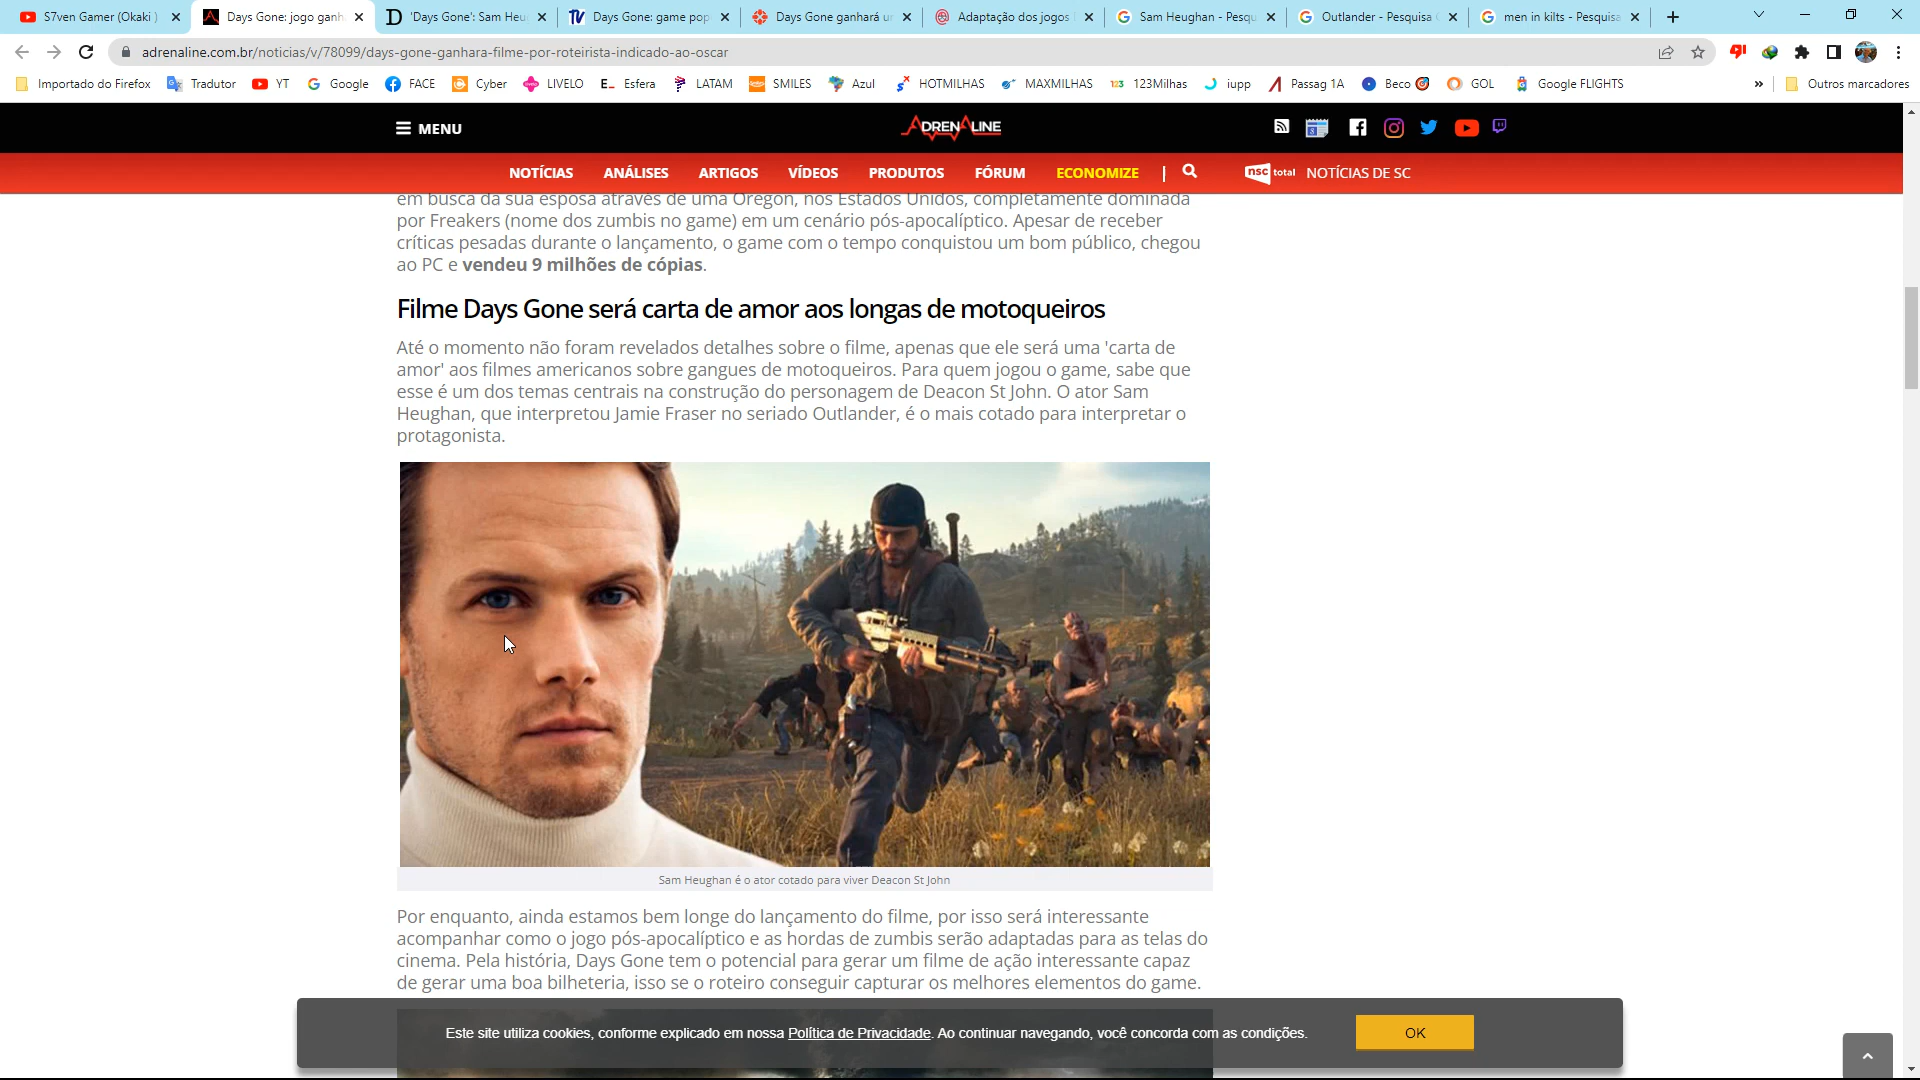 S7ven Gamer (Okaki )
Days Gone: jogo ganh
'Days Gone': Sam Heu
Days Gone: game pop
Days Gone ganhará u
Adaptação dos jogos
Sam Heughan - Pesqu
Outlander - Pesquisa
men in kilts - Pesquisa
adrenaline.com.br/noticias/v/78099/days-gone-ganhara-filme-por-roteirista-indicado-ao-oscar
Importado do Firefox
Tradutor
YT
Google
FACE
Cyber
LIVELO
Esfera
LATAM
SMILES
Azul
HOTMILHAS
MAXMILHAS
123Milhas
iupp
Passag 1A
Beco
GOL
Google FLIGHTS
»
Outros marcadores
MENU
ADRENALINE
NOTÍCIAS
ANÁLISES
ARTIGOS
VÍDEOS
PRODUTOS
FÓRUM
ECONOMIZE
|
nsc total
NOTÍCIAS DE SC
em busca da sua esposa através de uma Oregon, nos Estados Unidos, completamente dominada
por Freakers (nome dos zumbis no game) em um cenário pós-apocalíptico. Apesar de receber
críticas pesadas durante o lançamento, o game com o tempo conquistou um bom público, chegou
ao PC e vendeu 9 milhões de cópias.
Filme Days Gone será carta de amor aos longas de motoqueiros
Até o momento não foram revelados detalhes sobre o filme, apenas que ele será uma 'carta de
amor' aos filmes americanos sobre gangues de motoqueiros. Para quem jogou o game, sabe que
esse é um dos temas centrais na construção do personagem de Deacon St John. O ator Sam
Heughan, que interpretou Jamie Fraser no seriado Outlander, é o mais cotado para interpretar o
protagonista.
Sam Heughan é o ator cotado para viver Deacon St John
Por enquanto, ainda estamos bem longe do lançamento do filme, por isso será interessante
acompanhar como o jogo pós-apocalíptico e as hordas de zumbis serão adaptadas para as telas do
cinema. Pela história, Days Gone tem o potencial para gerar um filme de ação interessante capaz
de gerar uma boa bilheteria, isso se o roteiro conseguir capturar os melhores elementos do game.
Este site utiliza cookies, conforme explicado em nossa Política de Privacidade. Ao continuar navegando, você concorda com as condições.
OK